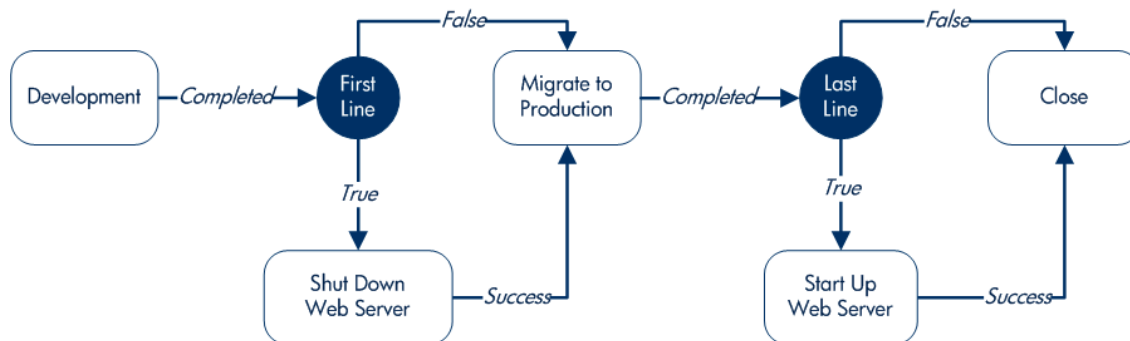 False
False
Development
Completed
First
Line
Migrate to
Production
Completed
Last
Line
Close
True
True
Shut Down
Web Server
Success
Start Up
Web Server
Success